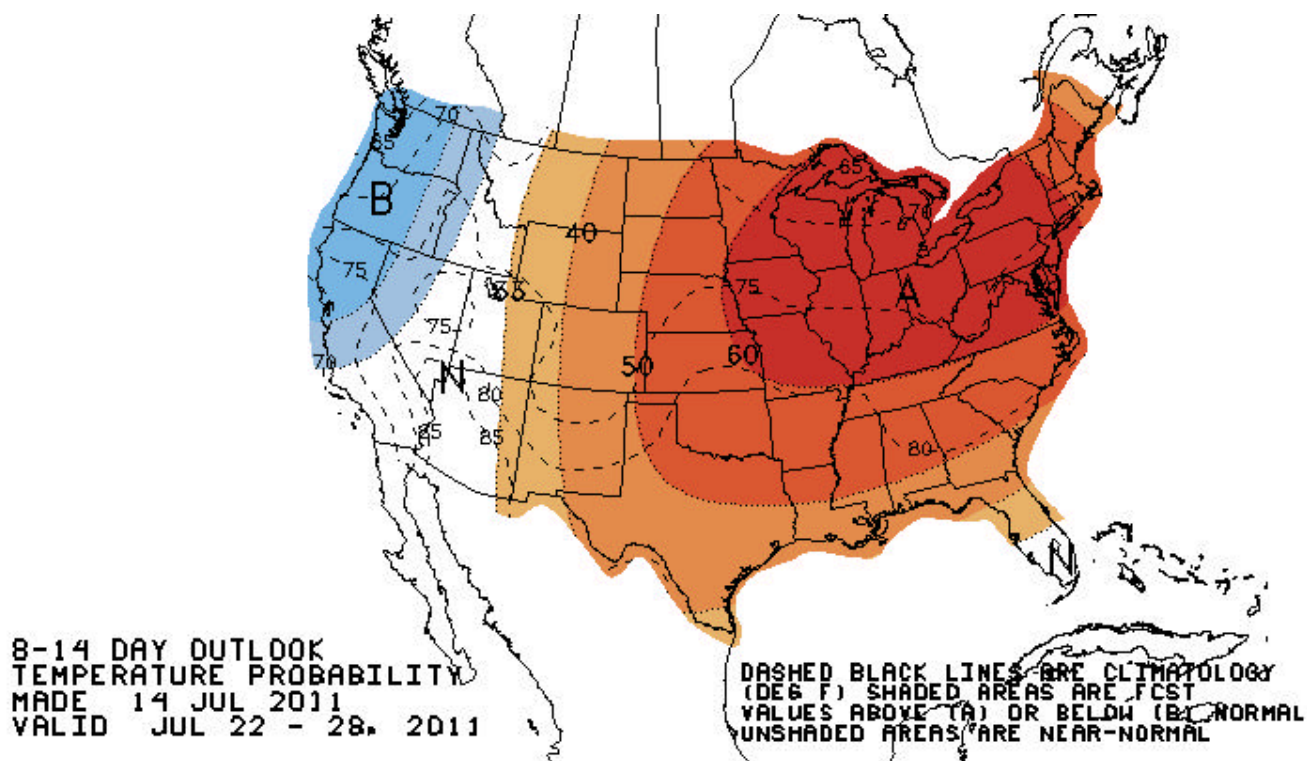 70
65
65
B
70
40
75
75
A
75
70
60
50
N
80
85
85
80
N
8-14 DAY OUTLOOK
TEMPERATURE PROBABILITY
MADE 14 JUL 2011
VALID JUL 22 - 28, 2011
DASHED BLACK LINES ARE CLIMATOLOGY
(DEG F) SHADED AREAS ARE FCST
VALUES ABOVE (A) OR BELOW (B) NORMAL
UNSHADED AREAS ARE NEAR-NORMAL